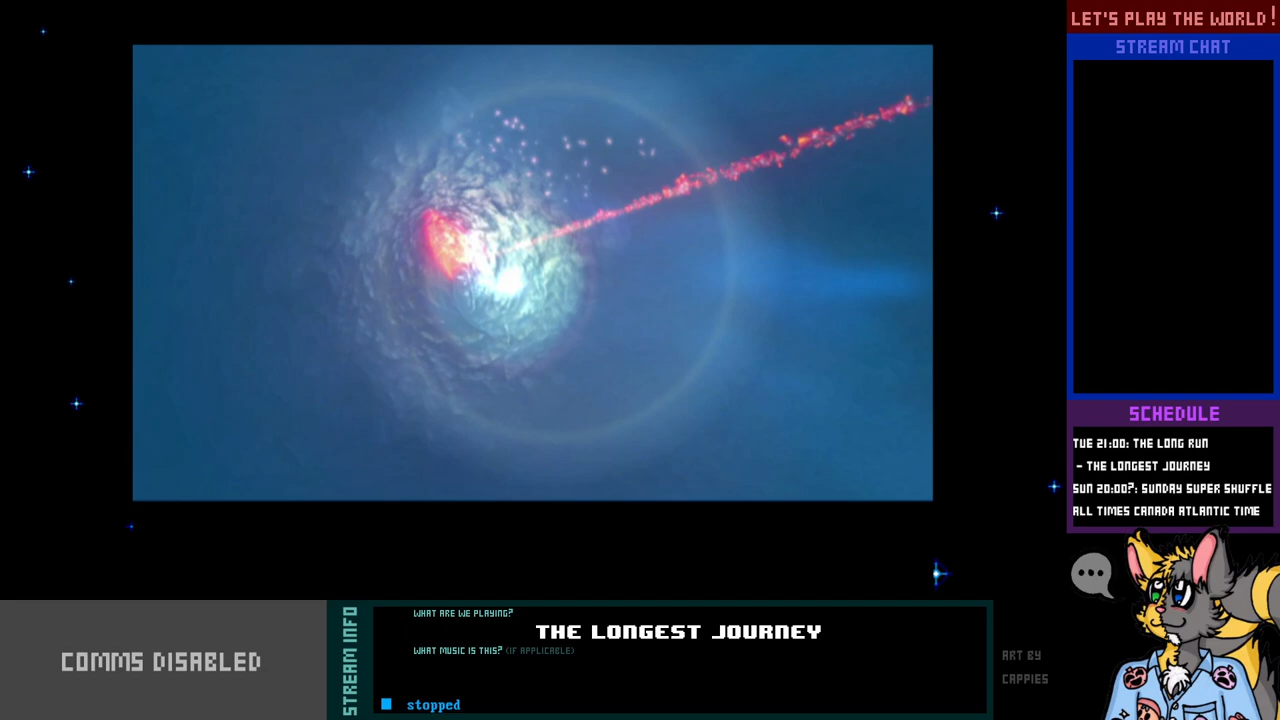 LET'S PLAY THE WORLD!
STREAM CHAT
SCHEDULE
TUE 21:00: THE LONG RUN
- THE LONGEST JOURNEY
SUN 20:00?: SUNDAY SUPER SHUFFLE
ALL TIMES CANADA ATLANTIC TIME
COMMS DISABLED
STREAM INFO
WHAT ARE WE PLAYING?
THE LONGEST JOURNEY
WHAT MUSIC IS THIS? (IF APPLICABLE)
stopped
ART BY
CAPPIES